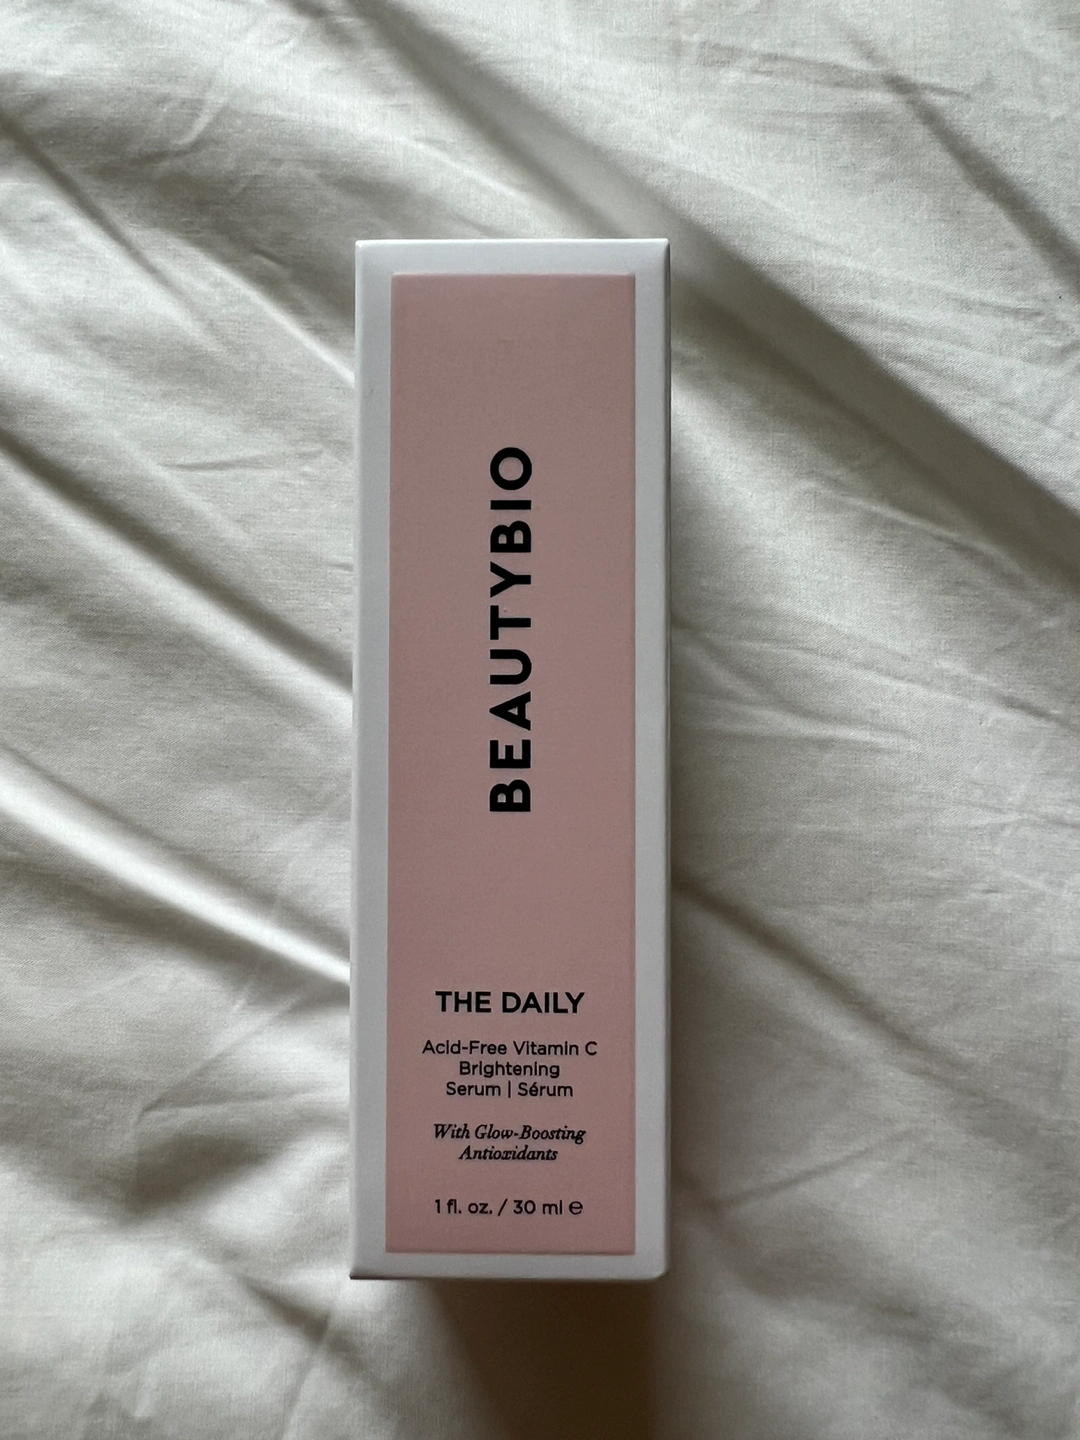 BEAUTYBIO
THE DAILY
Acid-Free Vitamin C
Brightening
Serum | Sérum
With Glow-Boosting
Antioxidants
1 fl. oz. / 30 ml ℮